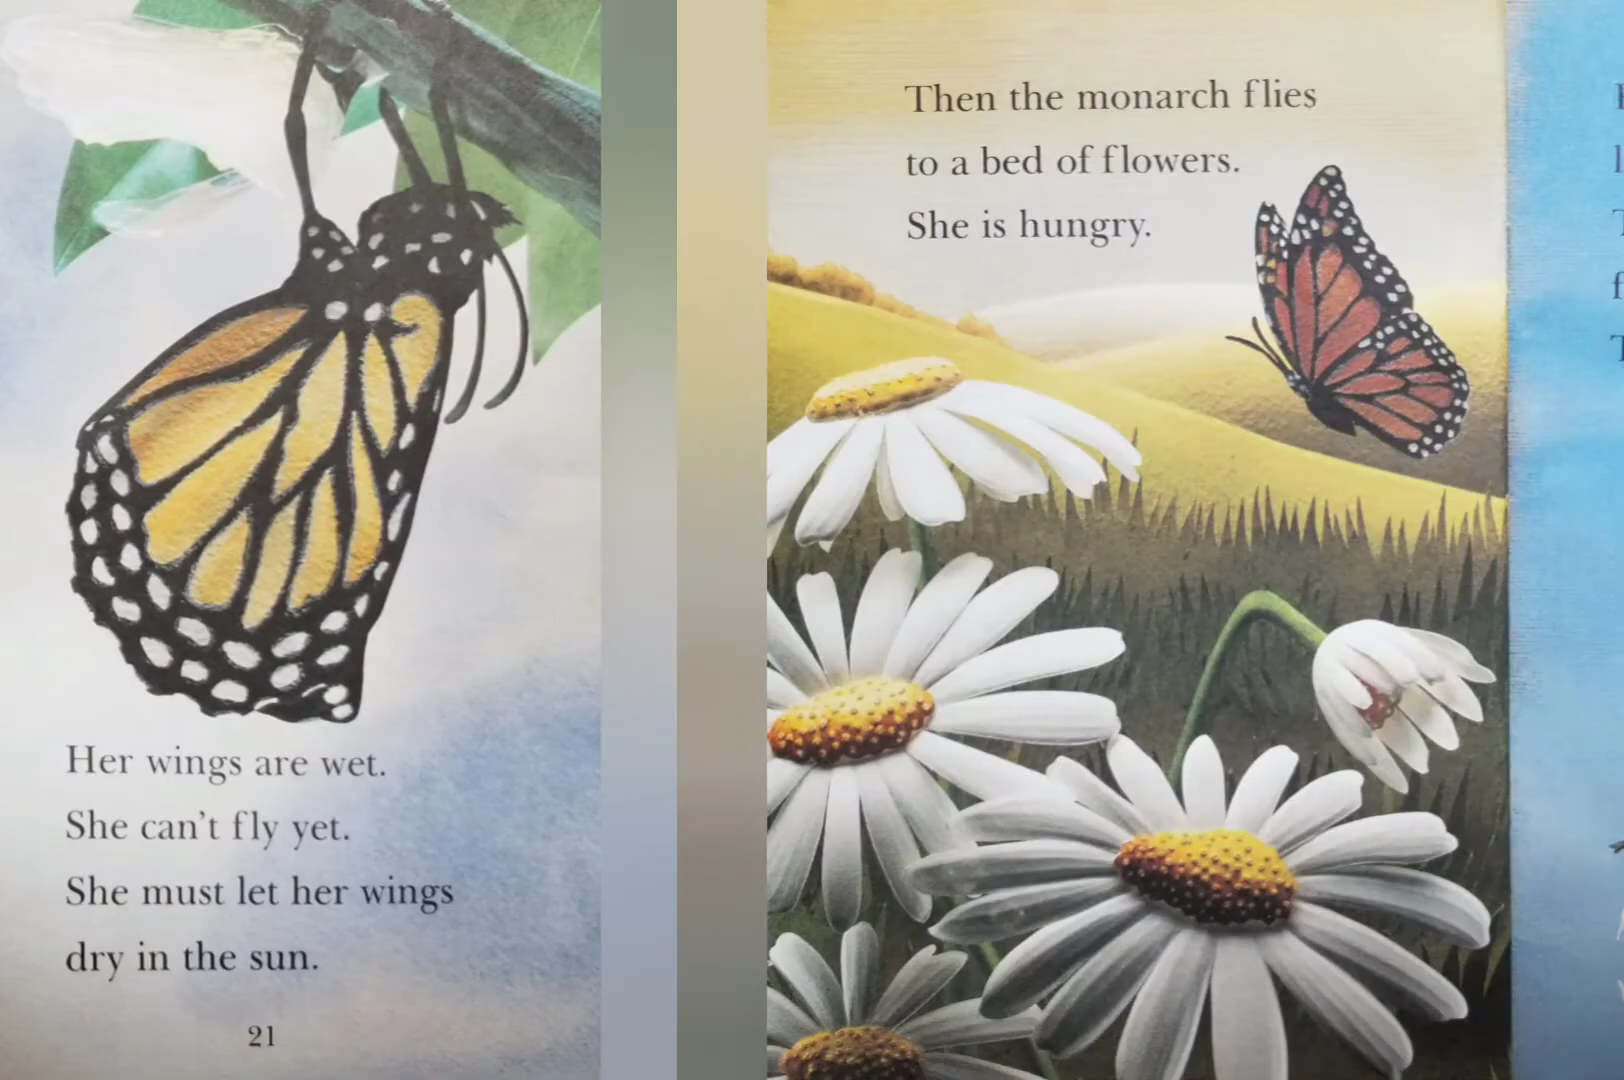 Her wings are wet.
She can't fly yet.
She must let her wings
dry in the sun.
21
Then the monarch flies
to a bed of flowers.
She is hungry.